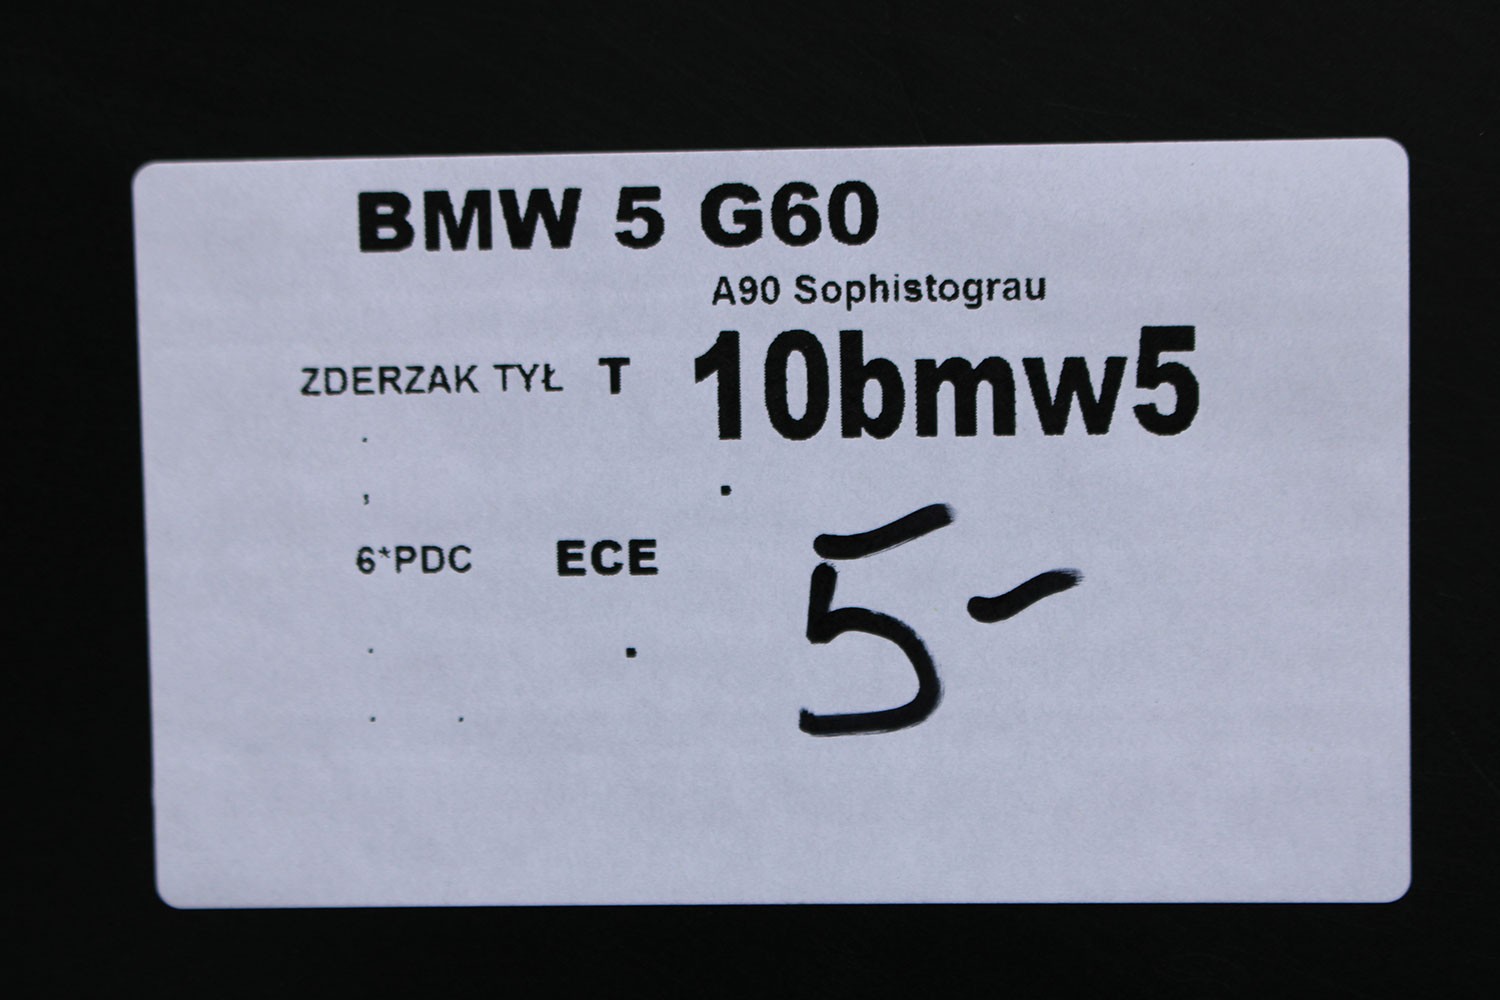 BMW 5 G60
A90 Sophistograu
ZDERZAK TYŁ T 10bmw5
.
, .
6*PDC ECE
5-
. .
. .